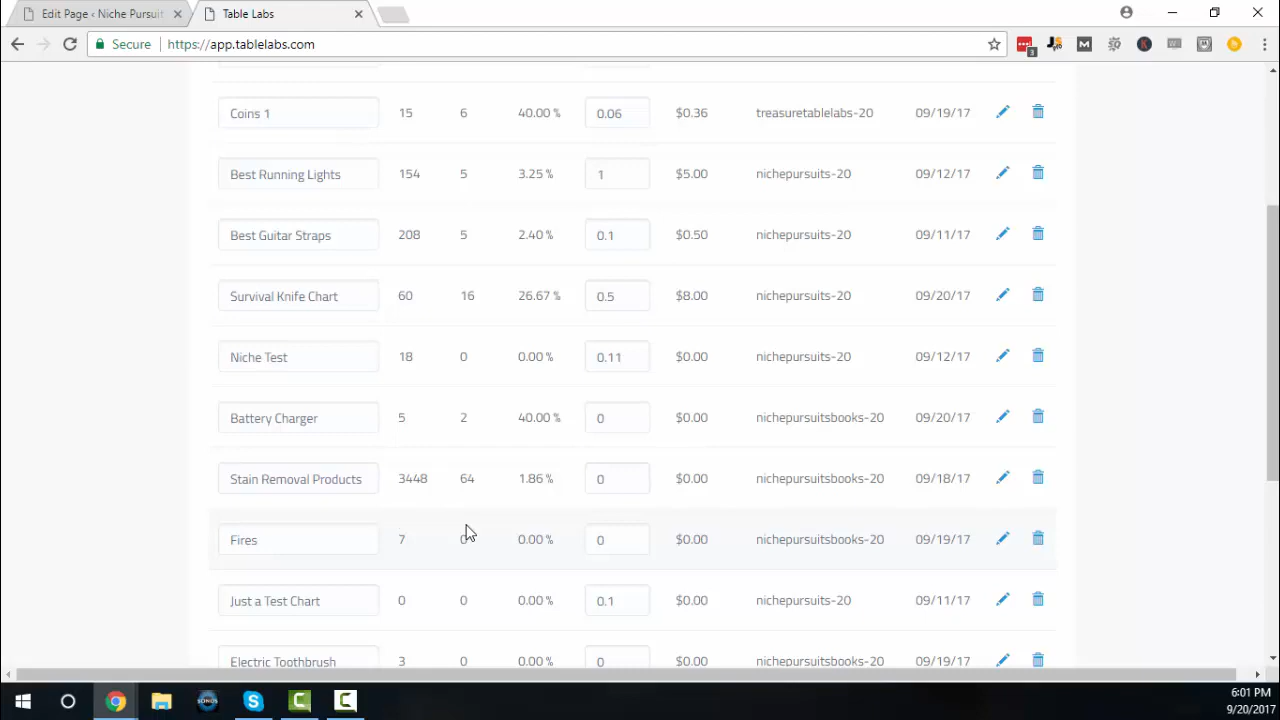 Edit Page ‹ Niche Pursuit
Table Labs
Secure
https://app.tablelabs.com
3
Coins 1 15 6 40.00 % 0.06 $0.36 treasuretablelabs-20 09/19/17
Best Running Lights 154 5 3.25 % 1 $5.00 nichepursuits-20 09/12/17
Best Guitar Straps 208 5 2.40 % 0.1 $0.50 nichepursuits-20 09/11/17
Survival Knife Chart 60 16 26.67 % 0.5 $8.00 nichepursuits-20 09/20/17
Niche Test 18 0 0.00 % 0.11 $0.00 nichepursuits-20 09/12/17
Battery Charger 5 2 40.00 % 0 $0.00 nichepursuitsbooks-20 09/20/17
Stain Removal Products 3448 64 1.86 % 0 $0.00 nichepursuitsbooks-20 09/18/17
Fires 7 0 0.00 % 0 $0.00 nichepursuitsbooks-20 09/19/17
Just a Test Chart 0 0 0.00 % 0.1 $0.00 nichepursuits-20 09/11/17
Electric Toothbrush 3 0 0.00 % 0 $0.00 nichepursuitsbooks-20 09/19/17
SONOS
6:01 PM
9/20/2017